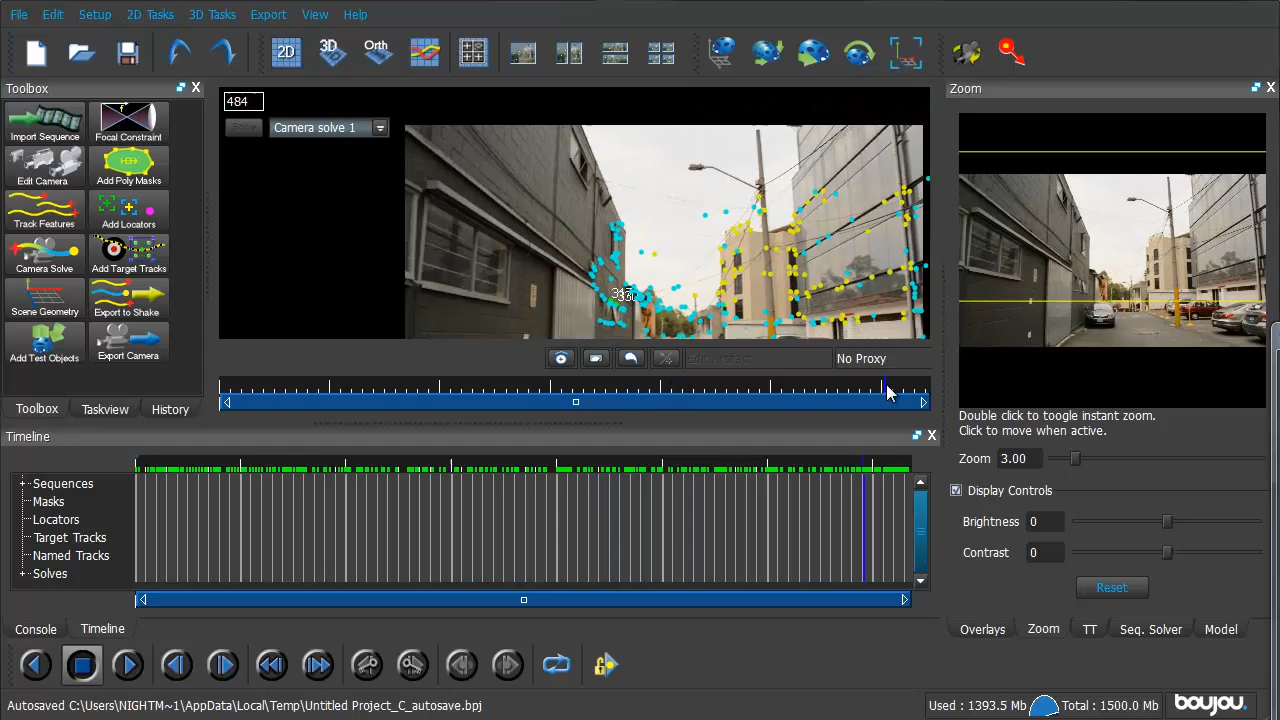 File Edit Setup 2D Tasks 3D Tasks Export View Help
2D 3D Orth
Toolbox
Zoom
484
Camera solve 1
Import Sequence Focal Constraint
Edit Camera Add Poly Masks
Track Features Add Locators
Camera Solve Add Target Tracks
Scene Geometry Export to Shake
Add Test Objects Export Camera
No Proxy
Toolbox Taskview History
Double click to toogle instant zoom.
Click to move when active.
Timeline
Zoom 3.00
Sequences
Masks
Locators
Target Tracks
Named Tracks
Solves
Display Controls
Brightness 0
Contrast 0
Reset
Console Timeline
Overlays Zoom TT Seq. Solver Model
Autosaved C:\Users\NIGHTM~1\AppData\Local\Temp\Untitled Project_C_autosave.bpj
Used : 1393.5 Mb Total : 1500.0 Mb
boujou.